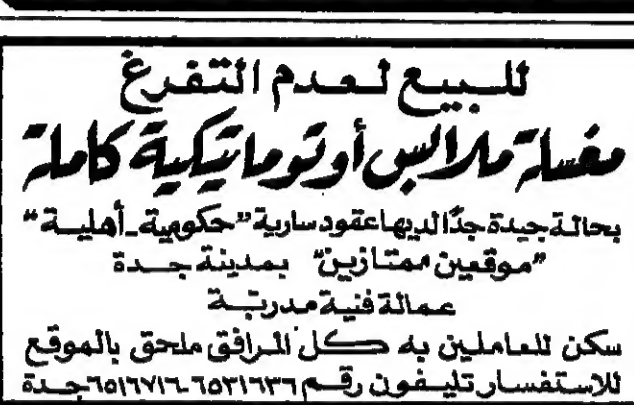 للبيع لعدم التفرغ
مغسلة ملابس أوتوماتيكية كاملة
بحالة جيدة جدًا لديها عقود سارية "حكومية - أهلية"
"موقعين ممتازين" بمدينة جدة
عمالة فنية مدربة
سكن للعاملين به كل المرافق ملحق بالموقع
للاستفسار تليفون رقم ٦٥٣١٦٣٦ - ٦٥١٦٧١٦ جدة